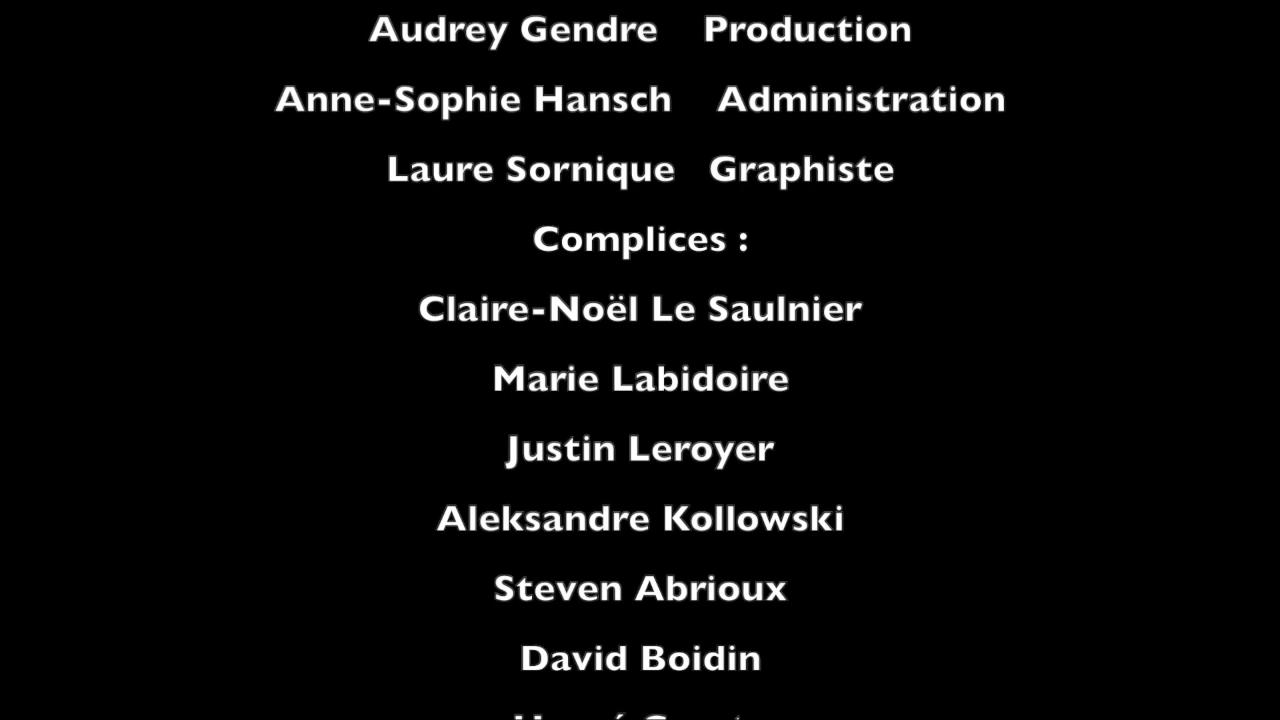 Audrey Gendre Production
Anne-Sophie Hansch Administration
Laure Sornique Graphiste
Complices :
Claire-Noël Le Saulnier
Marie Labidoire
Justin Leroyer
Aleksandre Kollowski
Steven Abrioux
David Boidin